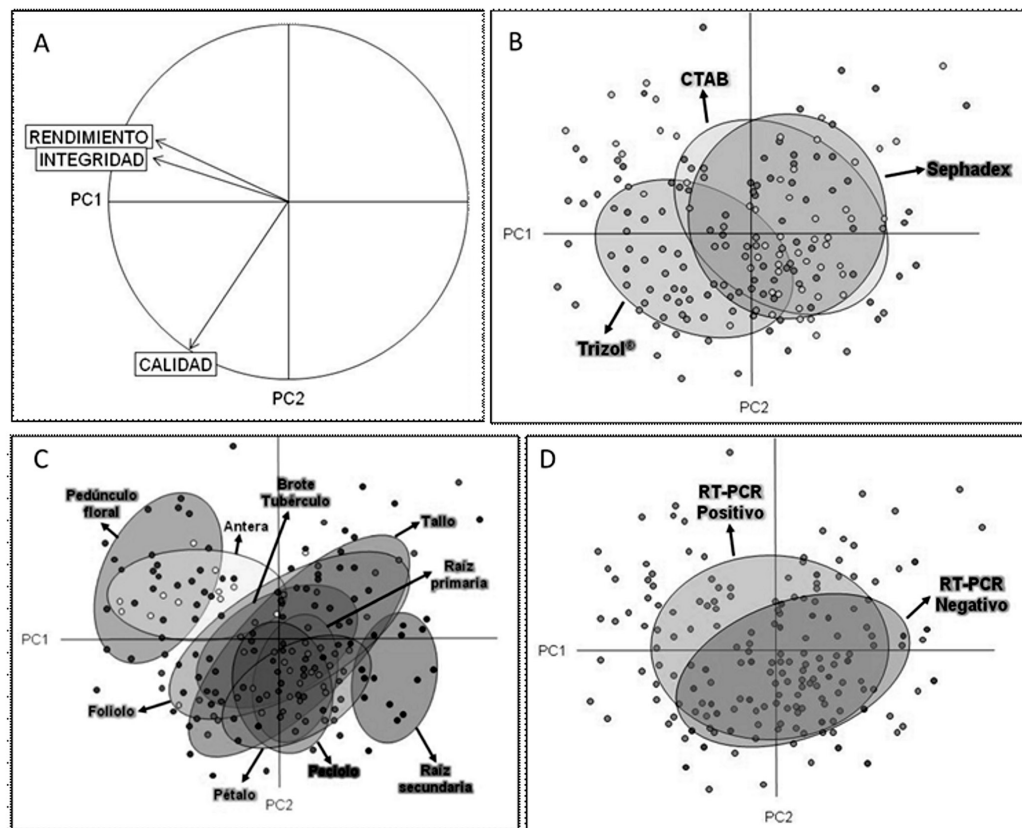 A
RENDIMIENTO
INTEGRIDAD
PC1
CALIDAD
PC2
B
CTAB
Sephadex
PC1
Trizol®
PC2
C
Pedúnculo
floral
Antera
Brote
Tubérculo
Tallo
Raíz
primaria
PC1
Foliolo
Pétalo
Peciolo
Raíz
secundaria
PC2
D
RT-PCR
Positivo
RT-PCR
Negativo
PC1
PC2